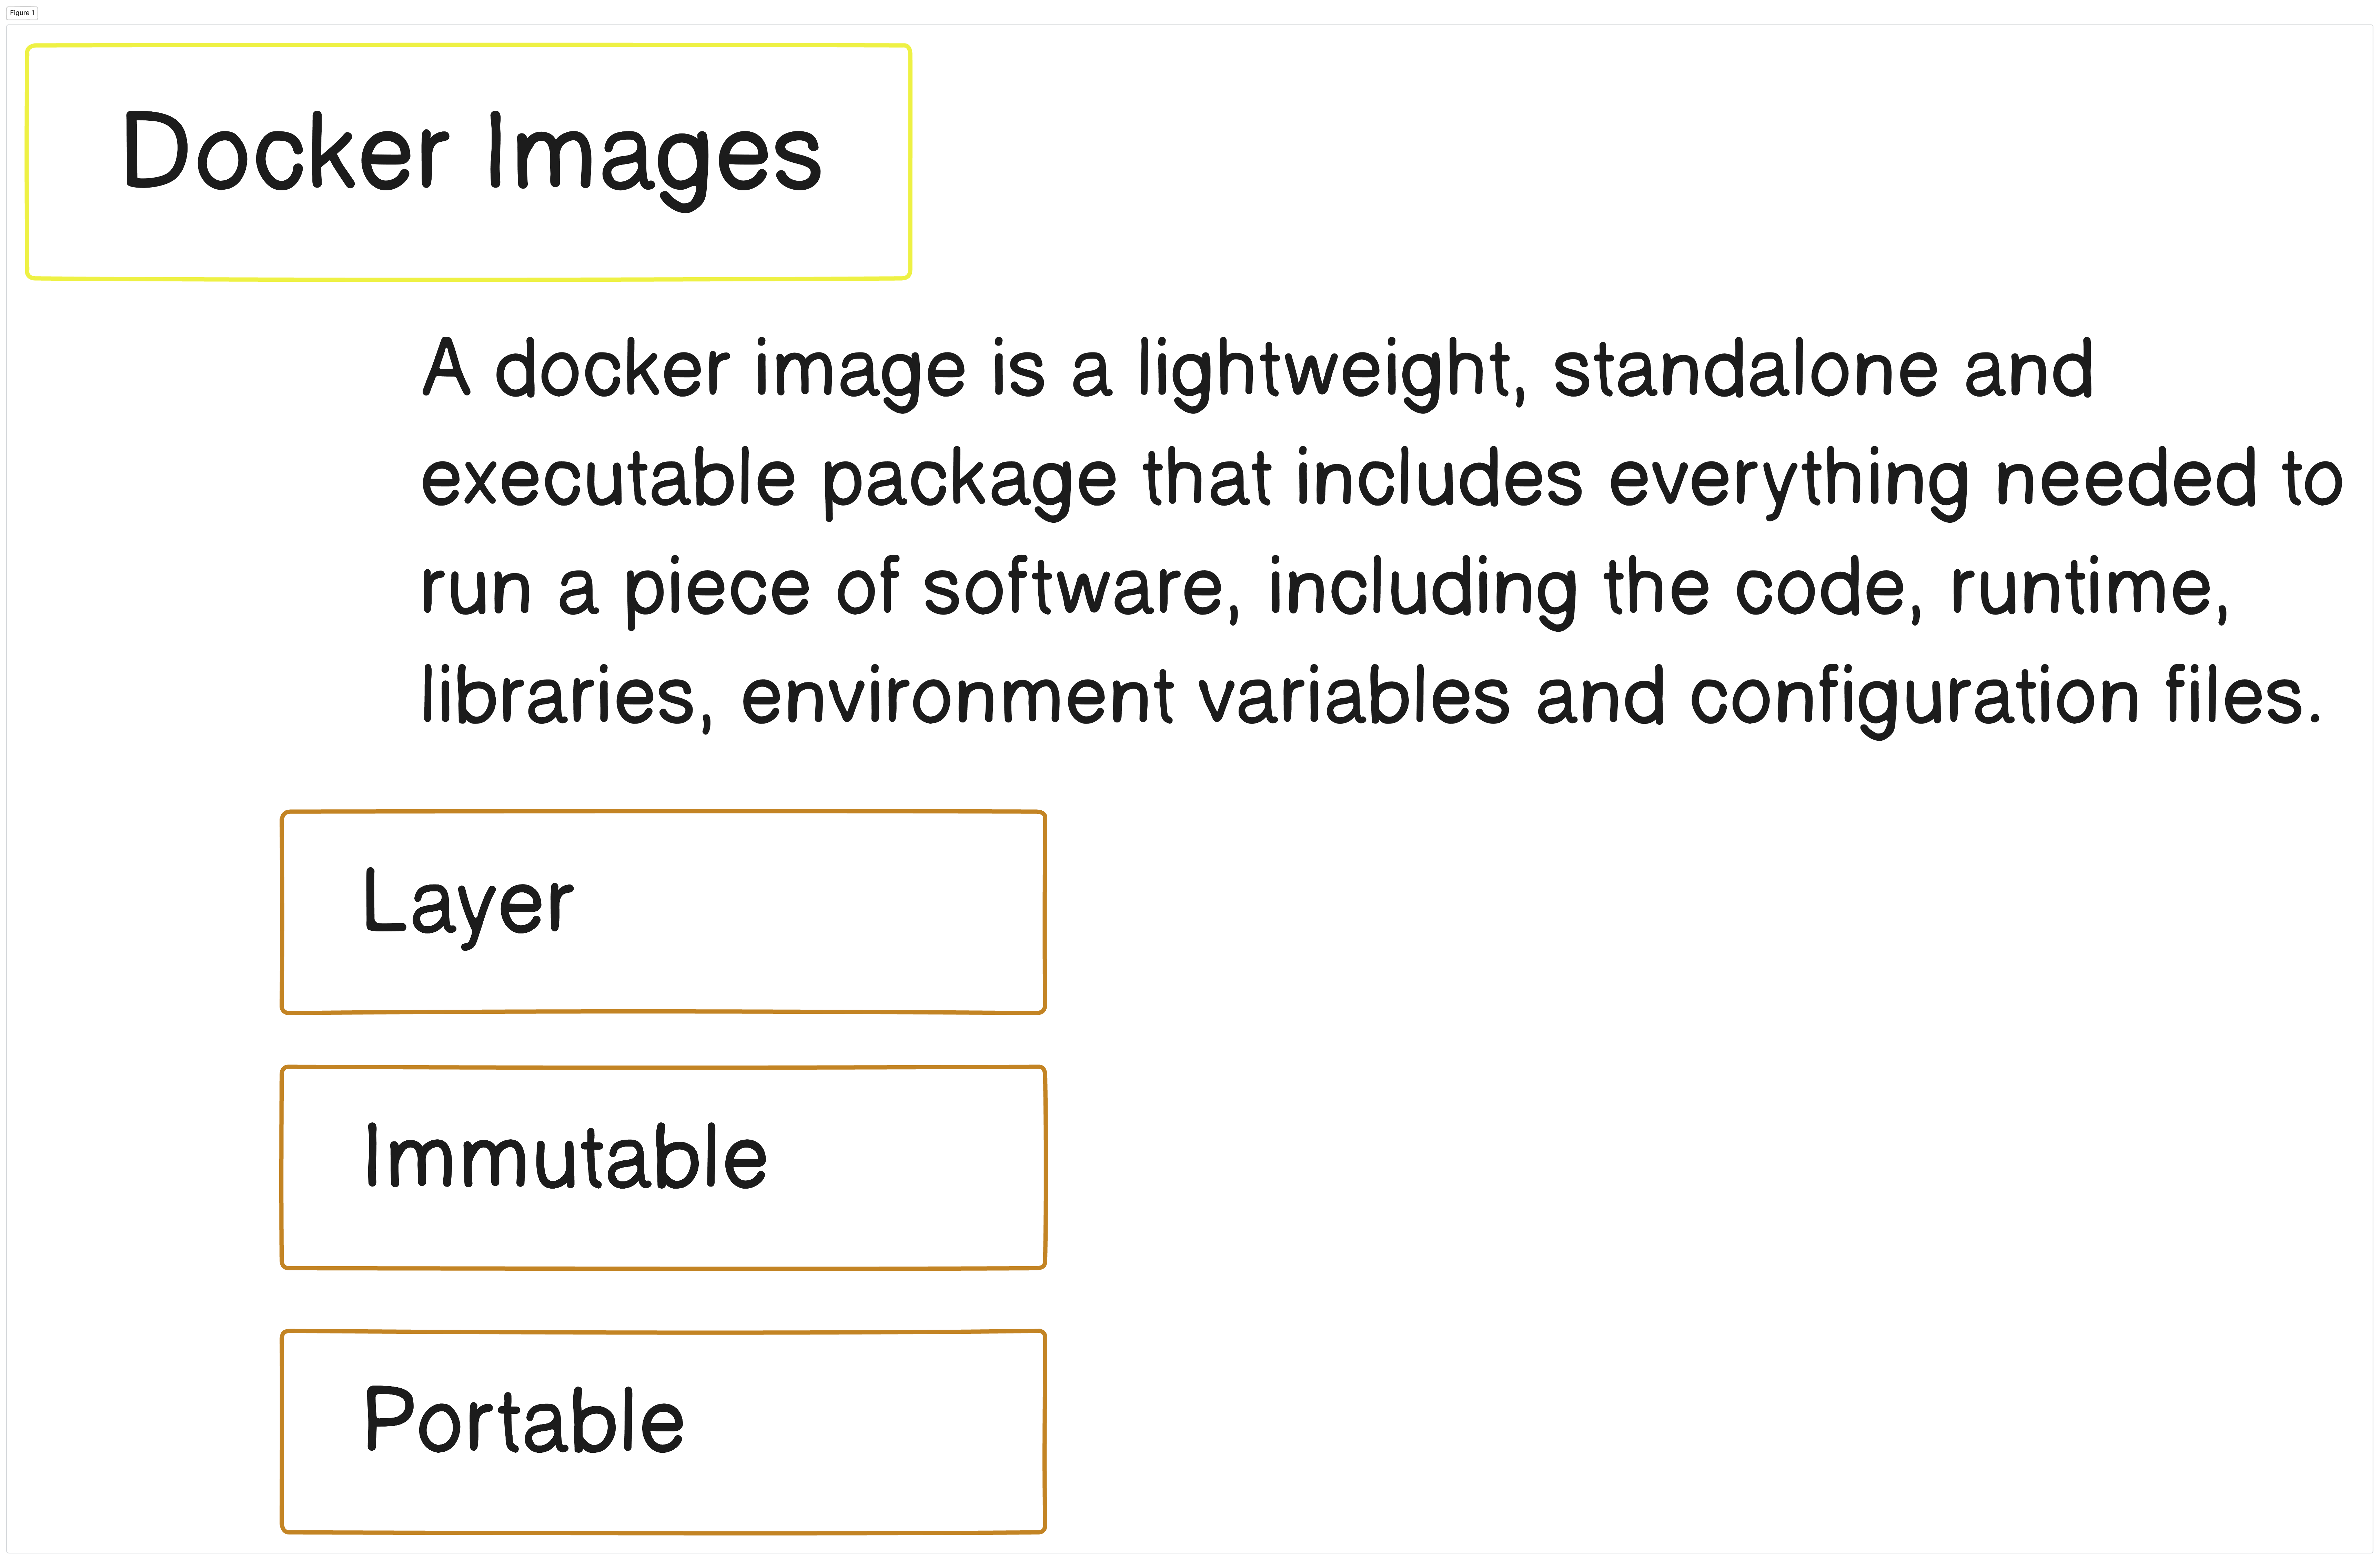 Figure 1
Docker Images
A docker image is a lightweight, standalone and
executable package that includes everything needed to
run a piece of software, including the code, runtime,
libraries, environment variables and configuration files.
Layer
Immutable
Portable